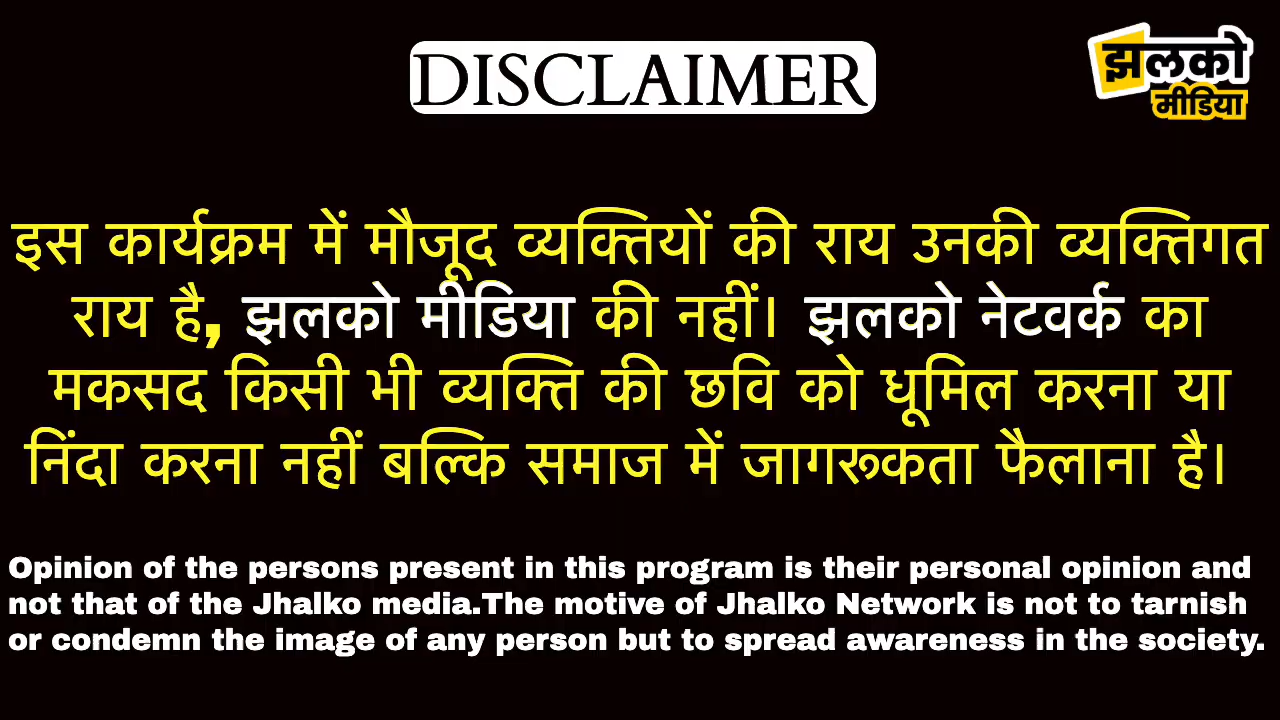 DISCLAIMER
झलको
मीडिया
इस कार्यक्रम में मौजूद व्यक्तियों की राय उनकी व्यक्तिगत
राय है, झलको मीडिया की नहीं। झलको नेटवर्क का
मकसद किसी भी व्यक्ति की छवि को धूमिल करना या
निंदा करना नहीं बल्कि समाज में जागरूकता फैलाना है।
Opinion of the persons present in this program is their personal opinion and
not that of the Jhalko media.The motive of Jhalko Network is not to tarnish
or condemn the image of any person but to spread awareness in the society.